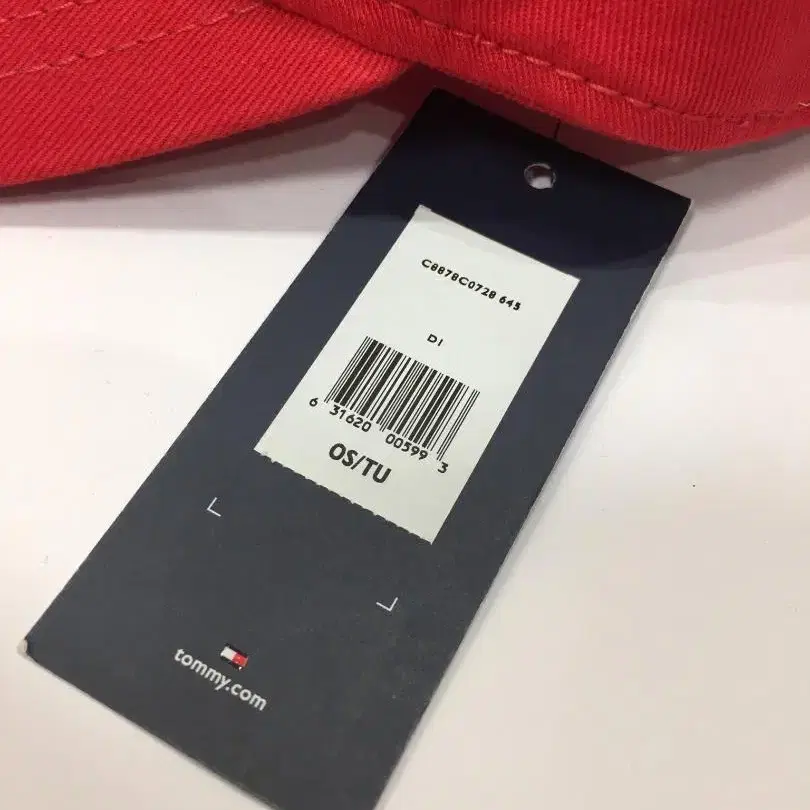 C8878C0728 645
DI
6 31620 00599 3
OS/TU
tommy.com